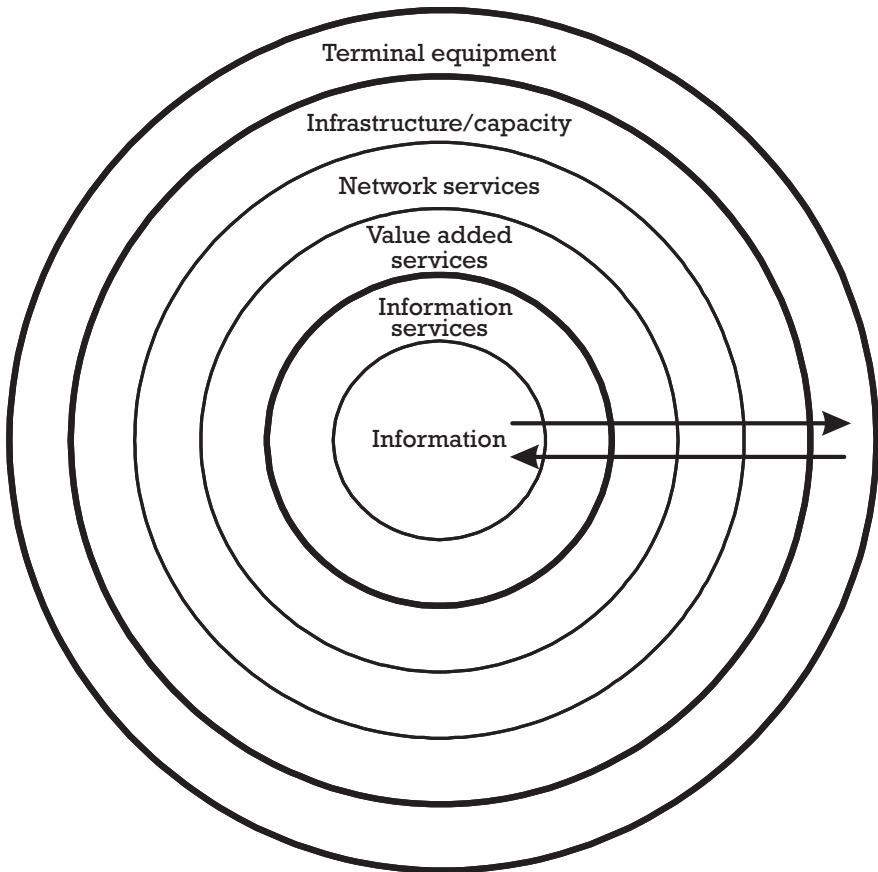 Terminal equipment
Infrastructure/capacity
Network services
Value added
services
Information
services
Information